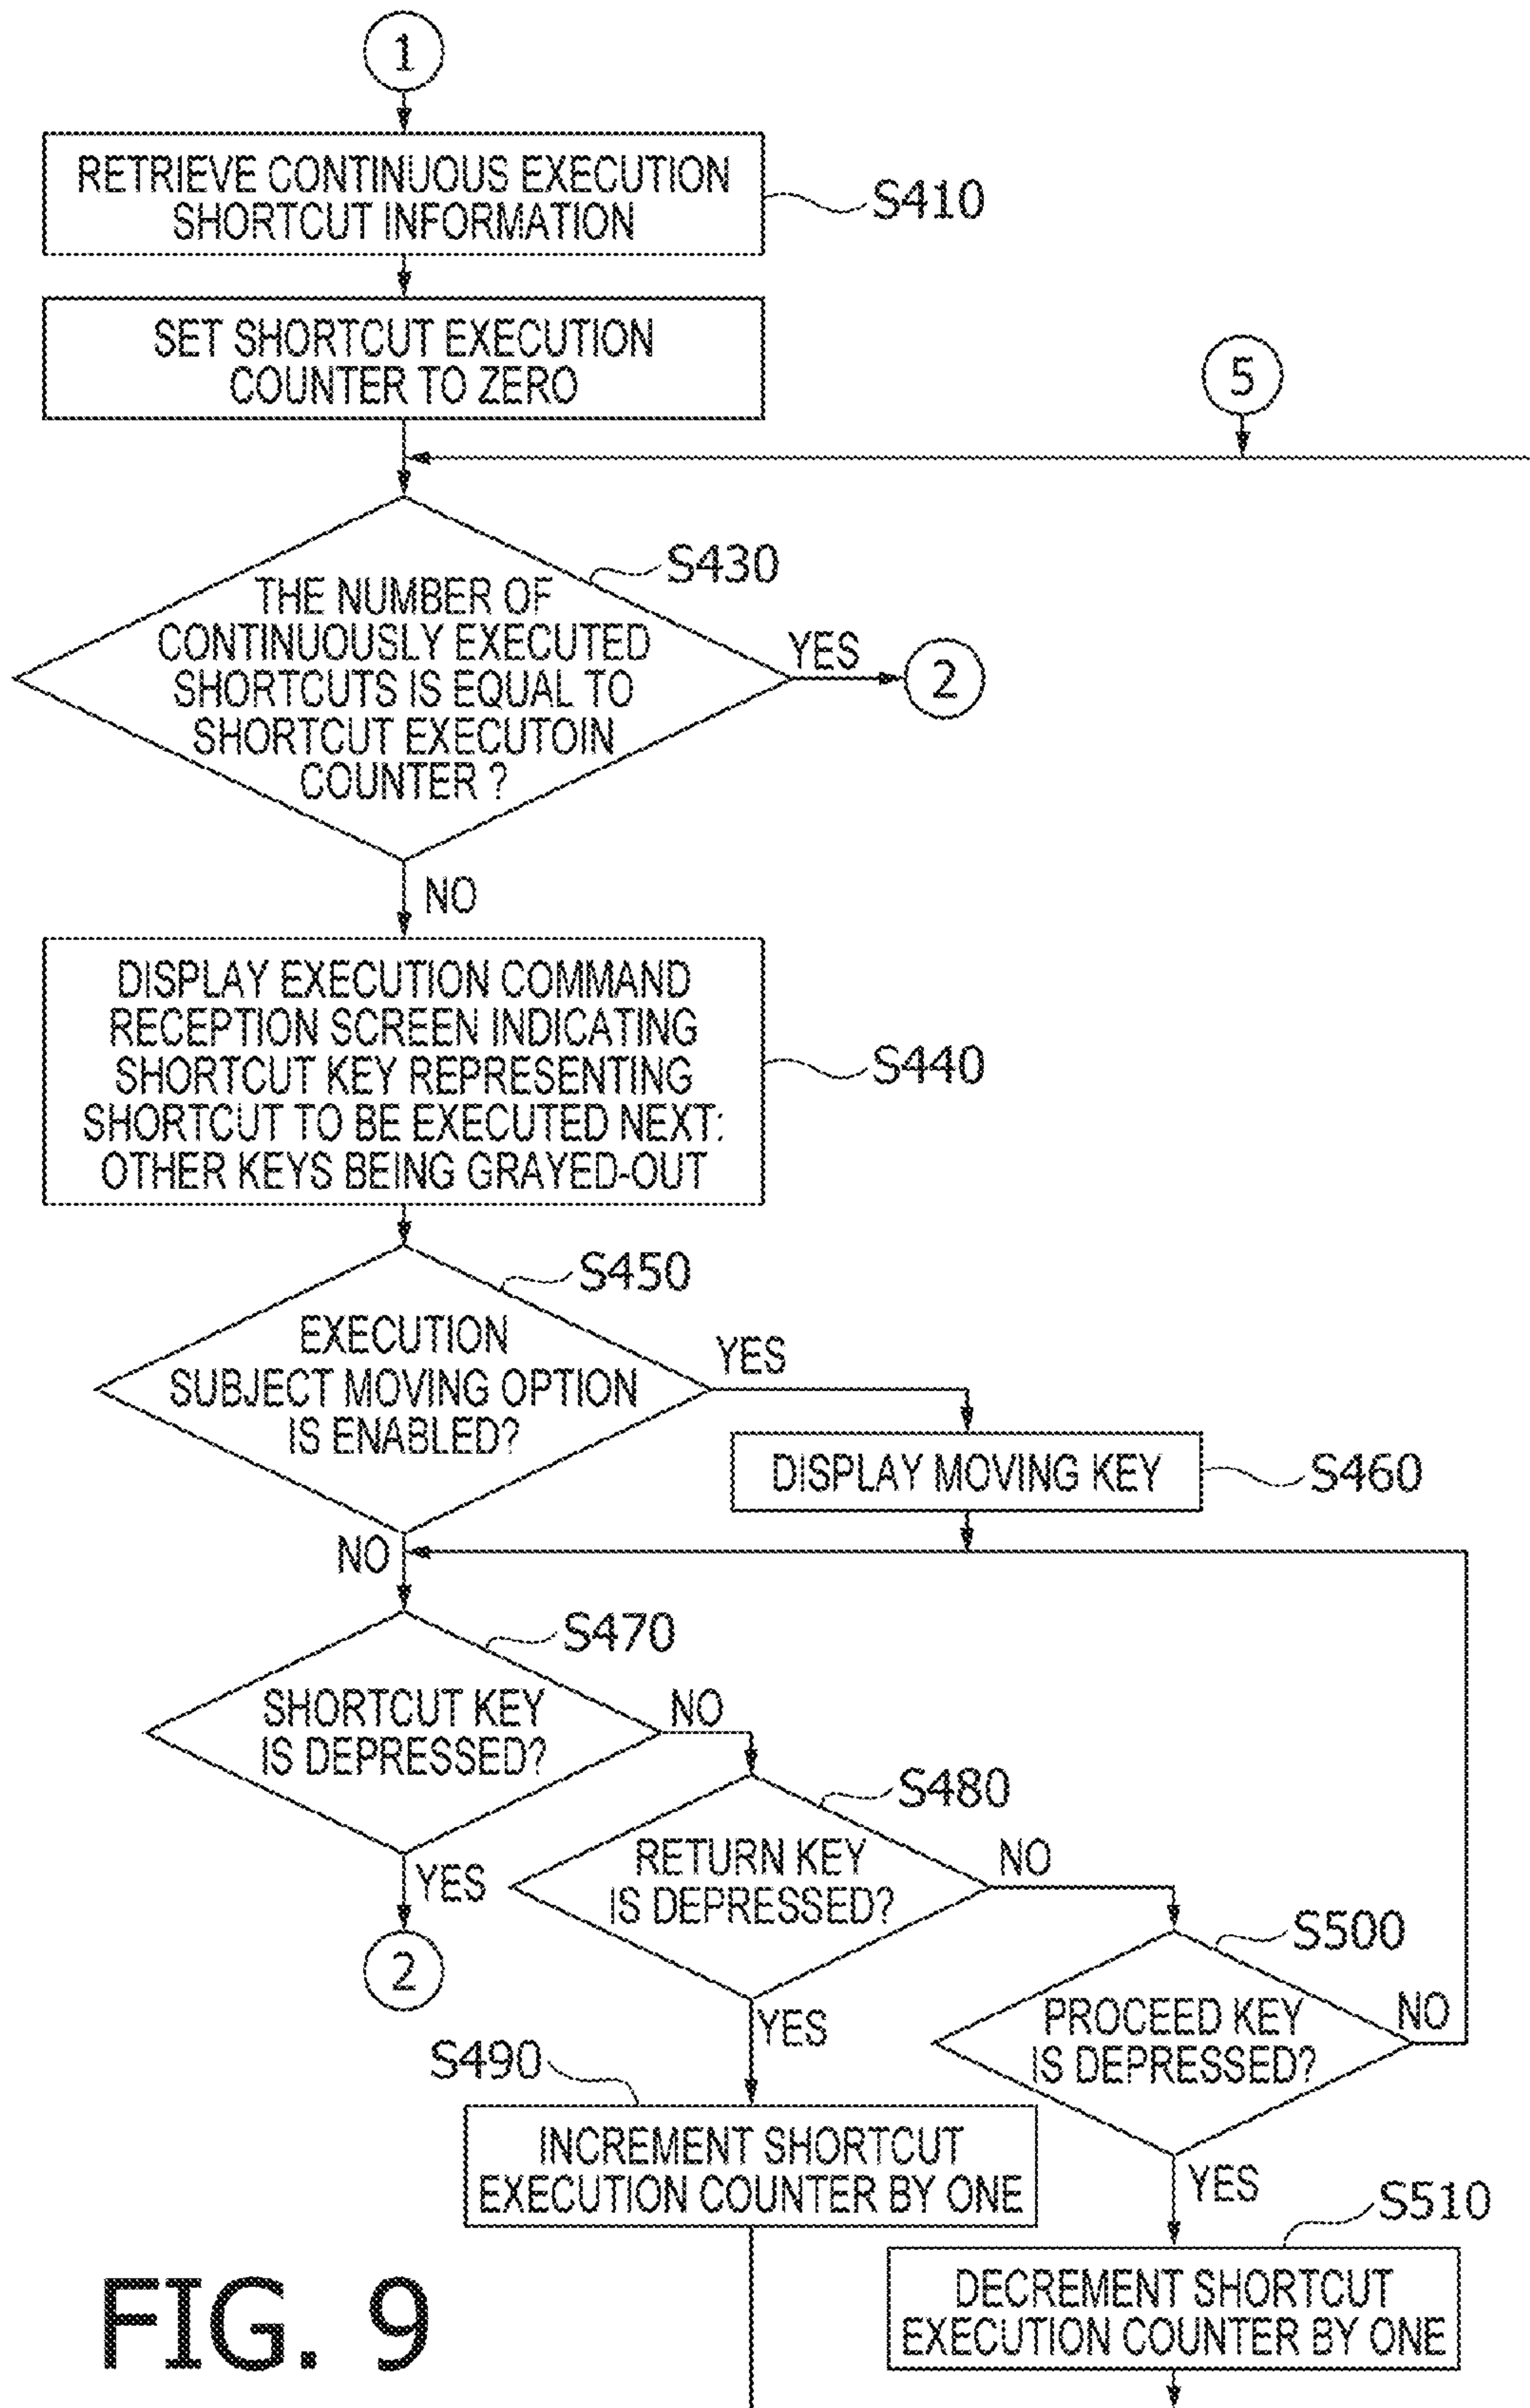 1
RETRIEVE CONTINUOUS EXECUTION
SHORTCUT INFORMATION
S410
SET SHORTCUT EXECUTION
COUNTER TO ZERO
5
S430
THE NUMBER OF
CONTINUOUSLY EXECUTED
SHORTCUTS IS EQUAL TO
SHORTCUT EXECUTOIN
COUNTER ?
YES
2
NO
DISPLAY EXECUTION COMMAND
RECEPTION SCREEN INDICATING
SHORTCUT KEY REPRESENTING
SHORTCUT TO BE EXECUTED NEXT:
OTHER KEYS BEING GRAYED-OUT
S440
S450
EXECUTION
SUBJECT MOVING OPTION
IS ENABLED?
YES
DISPLAY MOVING KEY
S460
NO
S470
SHORTCUT KEY
IS DEPRESSED?
NO
YES
2
S480
RETURN KEY
IS DEPRESSED?
NO
YES
S500
PROCEED KEY
IS DEPRESSED?
NO
YES
S490
INCREMENT SHORTCUT
EXECUTION COUNTER BY ONE
S510
DECREMENT SHORTCUT
EXECUTION COUNTER BY ONE
FIG. 9